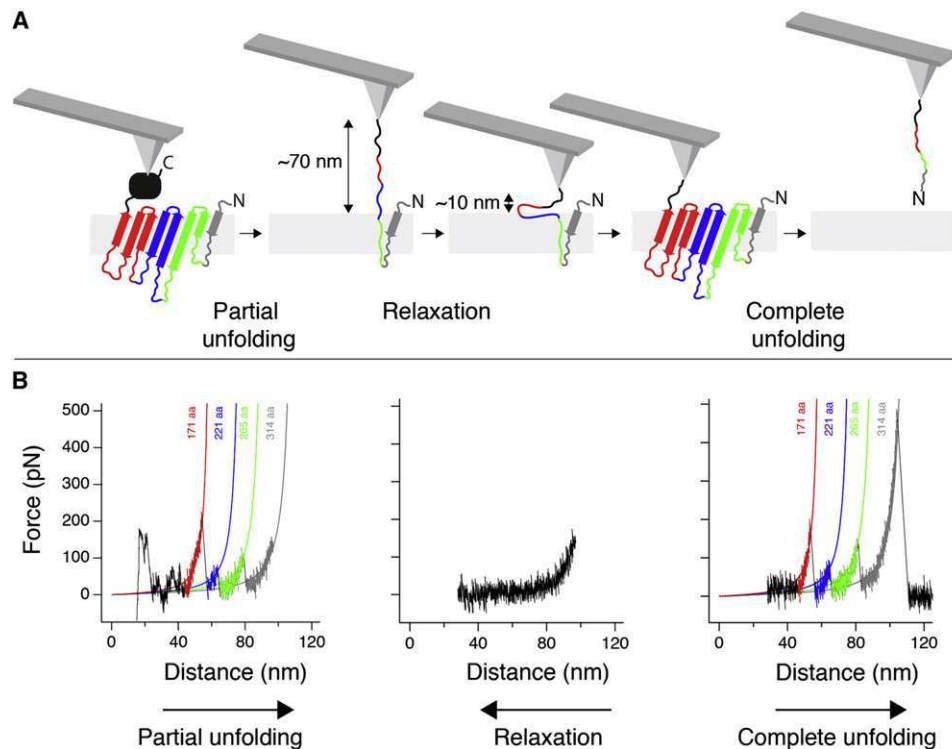 A
C
N
~70 nm
N
~10 nm
N
N
N
Partial
unfolding
Relaxation
Complete
unfolding
B
Force (pN)
500
400
300
200
100
0
171 aa
221 aa
265 aa
314 aa
0 40 80 120
Distance (nm)
Partial unfolding
0 40 80 120
Distance (nm)
Relaxation
171 aa
221 aa
265 aa
314 aa
0 40 80 120
Distance (nm)
Complete unfolding